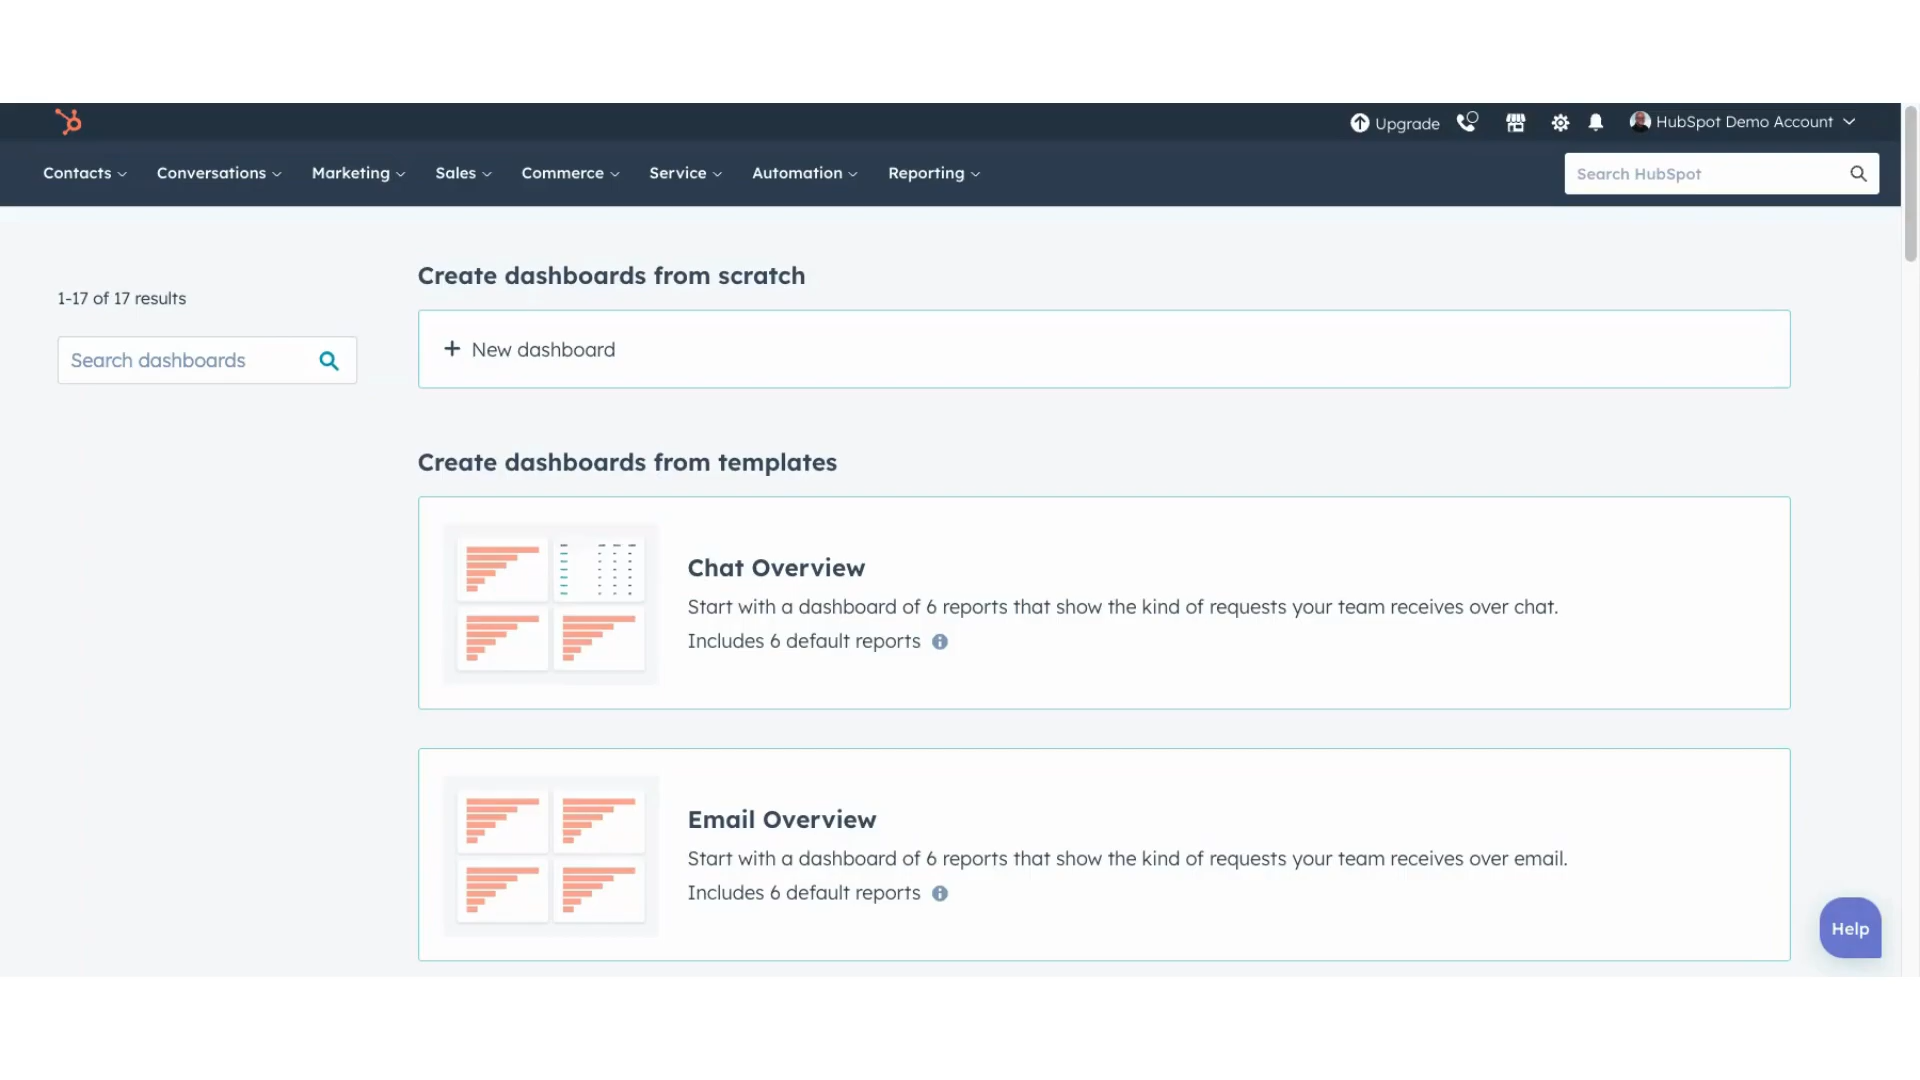 Upgrade
HubSpot Demo Account
Contacts
Conversations
Marketing
Sales
Commerce
Service
Automation
Reporting
Search HubSpot
1-17 of 17 results
Search dashboards
Create dashboards from scratch
+ New dashboard
Create dashboards from templates
Chat Overview
Start with a dashboard of 6 reports that show the kind of requests your team receives over chat.
Includes 6 default reports
Email Overview
Start with a dashboard of 6 reports that show the kind of requests your team receives over email.
Includes 6 default reports
Help